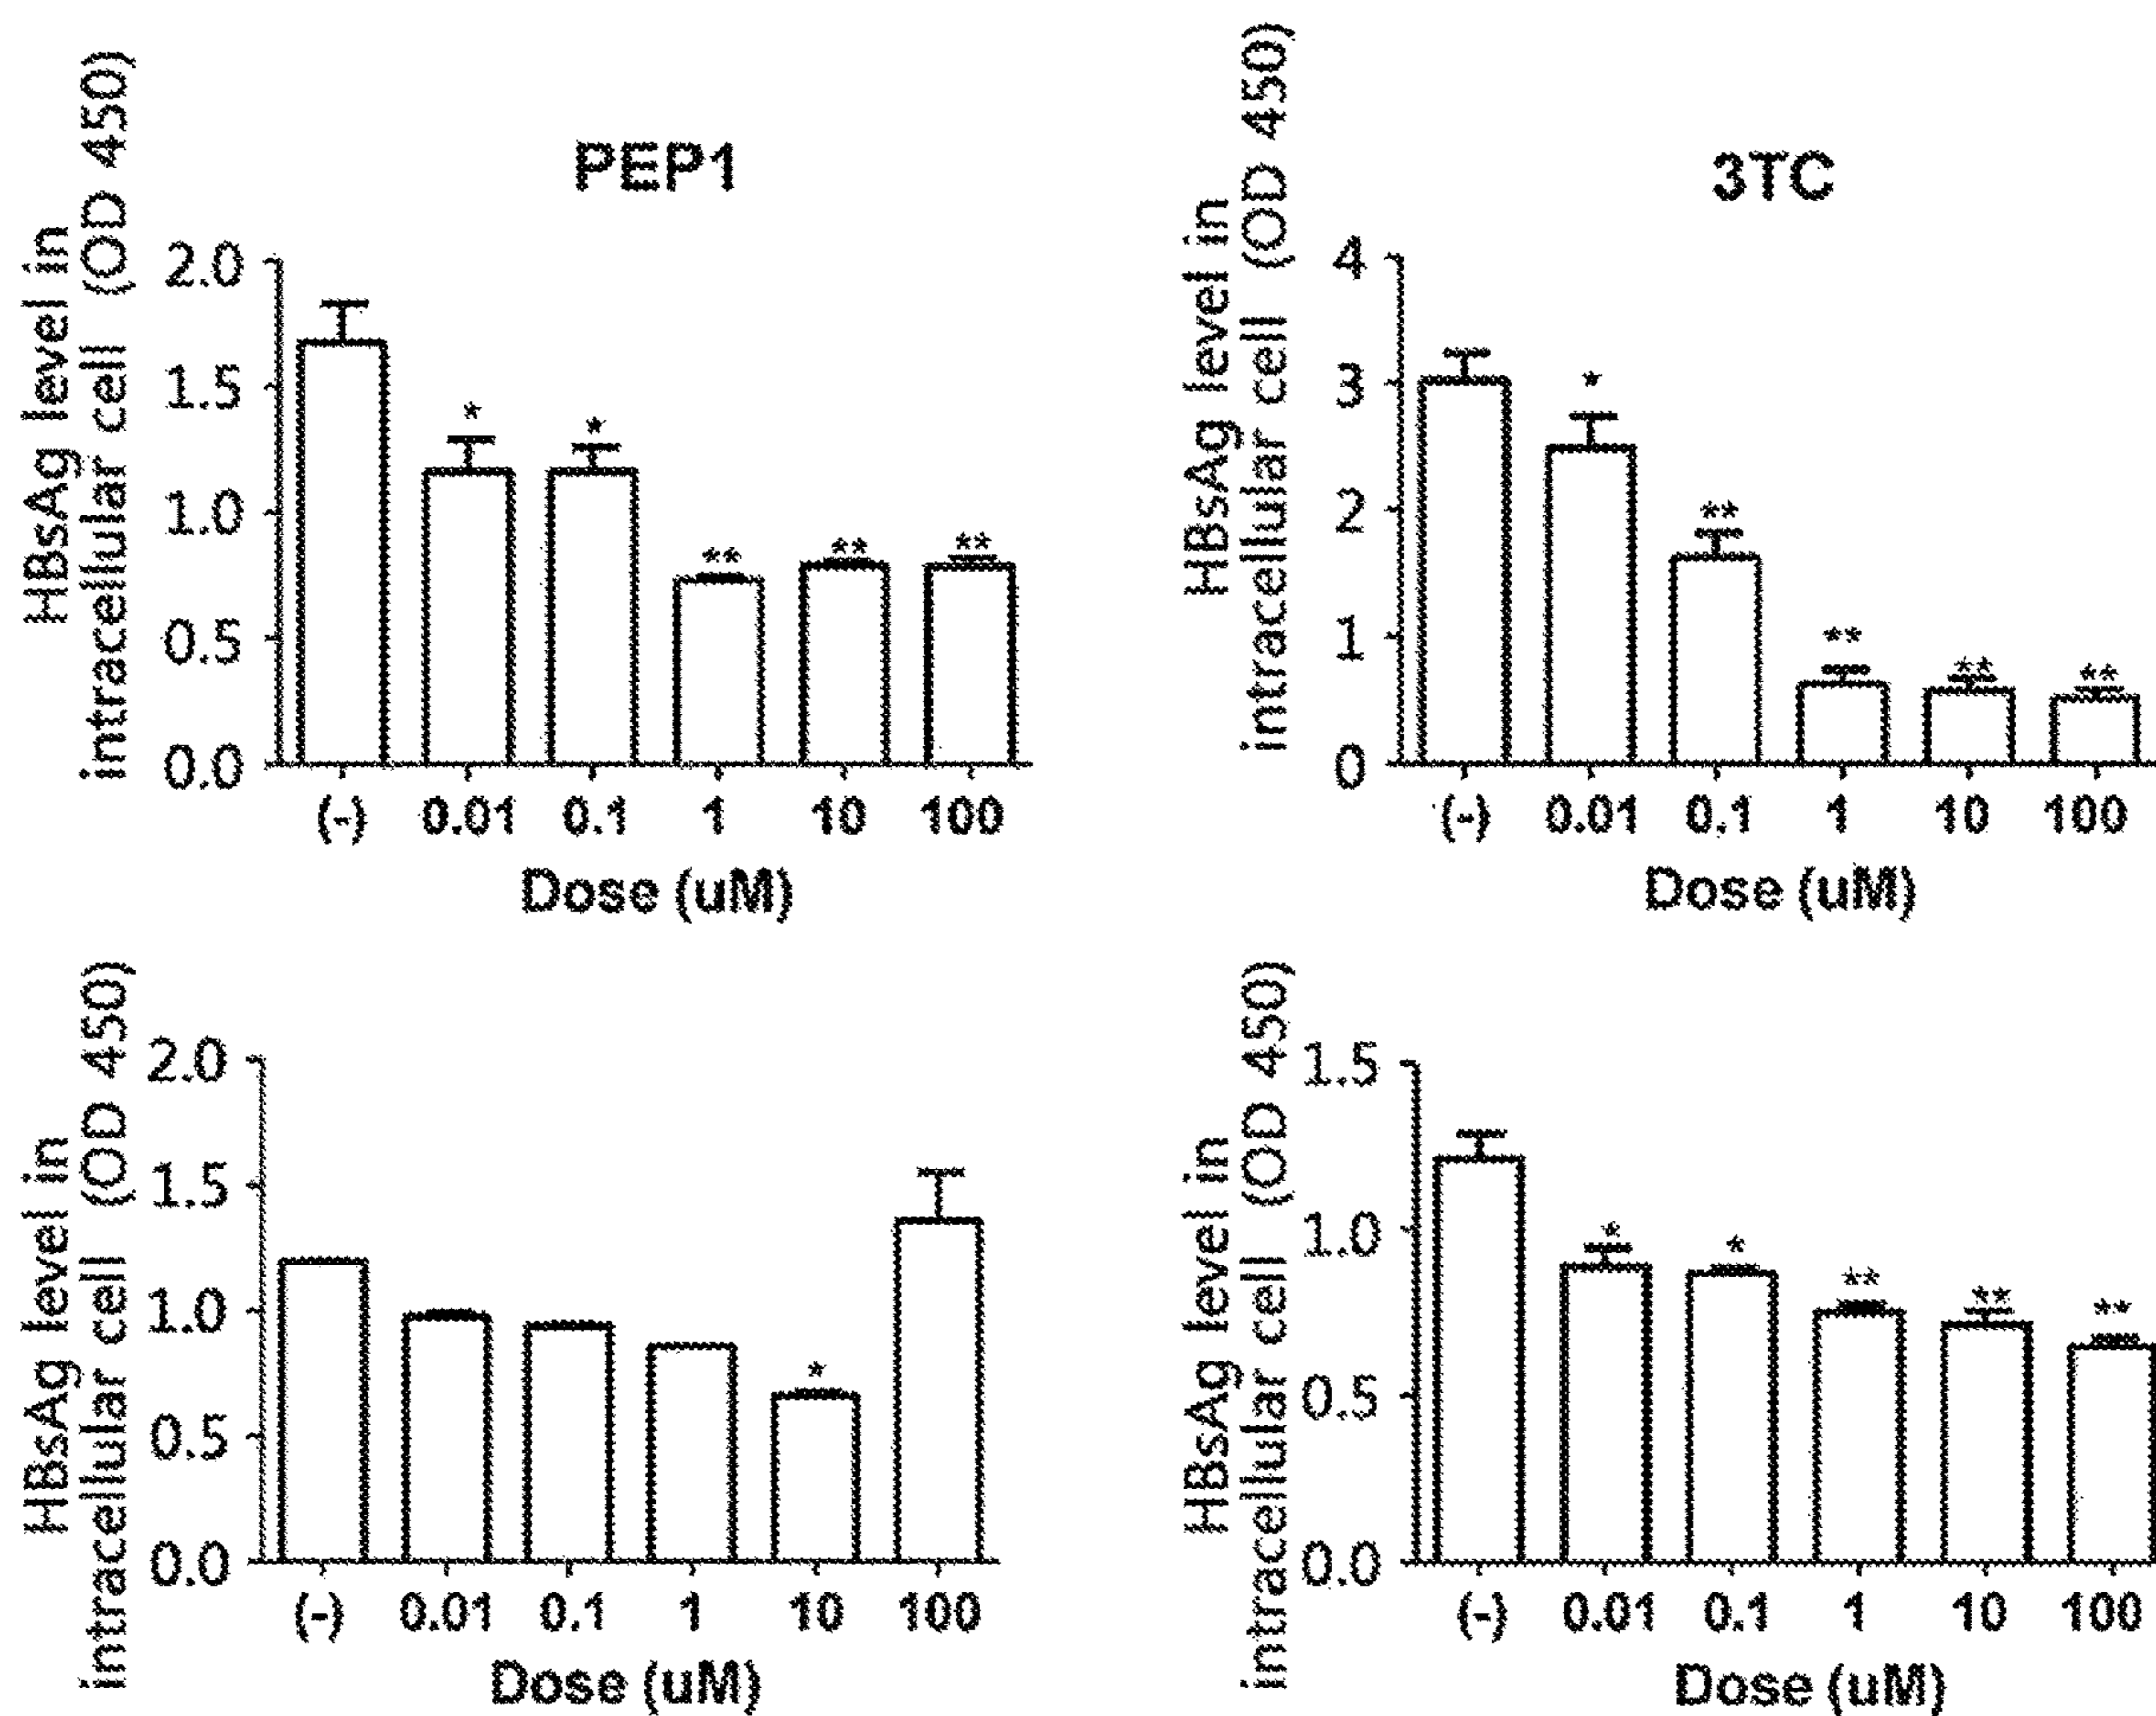 PEP1
HBsAg level in
intracellular cell (OD 450)
2.0
1.5
1.0
0.5
0.0
*
*
**
**
**
(-) 0.01 0.1 1 10 100
Dose (uM)
3TC
HBsAg level in
intracellular cell (OD 450)
4
3
2
1
0
*
**
**
**
**
(-) 0.01 0.1 1 10 100
Dose (uM)
HBsAg level in
intracellular cell (OD 450)
2.0
1.5
1.0
0.5
0.0
*
(-) 0.01 0.1 1 10 100
Dose (uM)
HBsAg level in
intracellular cell (OD 450)
1.5
1.0
0.5
0.0
*
*
**
**
**
(-) 0.01 0.1 1 10 100
Dose (uM)